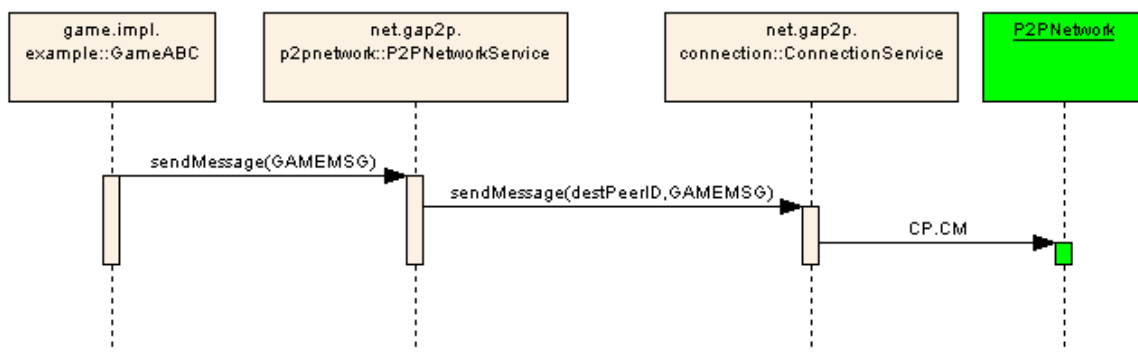 game.impl.
example::GameABC
net.gap2p.
p2pnetwork::P2PNetworkService
net.gap2p.
connection::ConnectionService
P2PNetwork
sendMessage(GAMEMSG)
sendMessage(destPeerID,GAMEMSG)
CP.CM